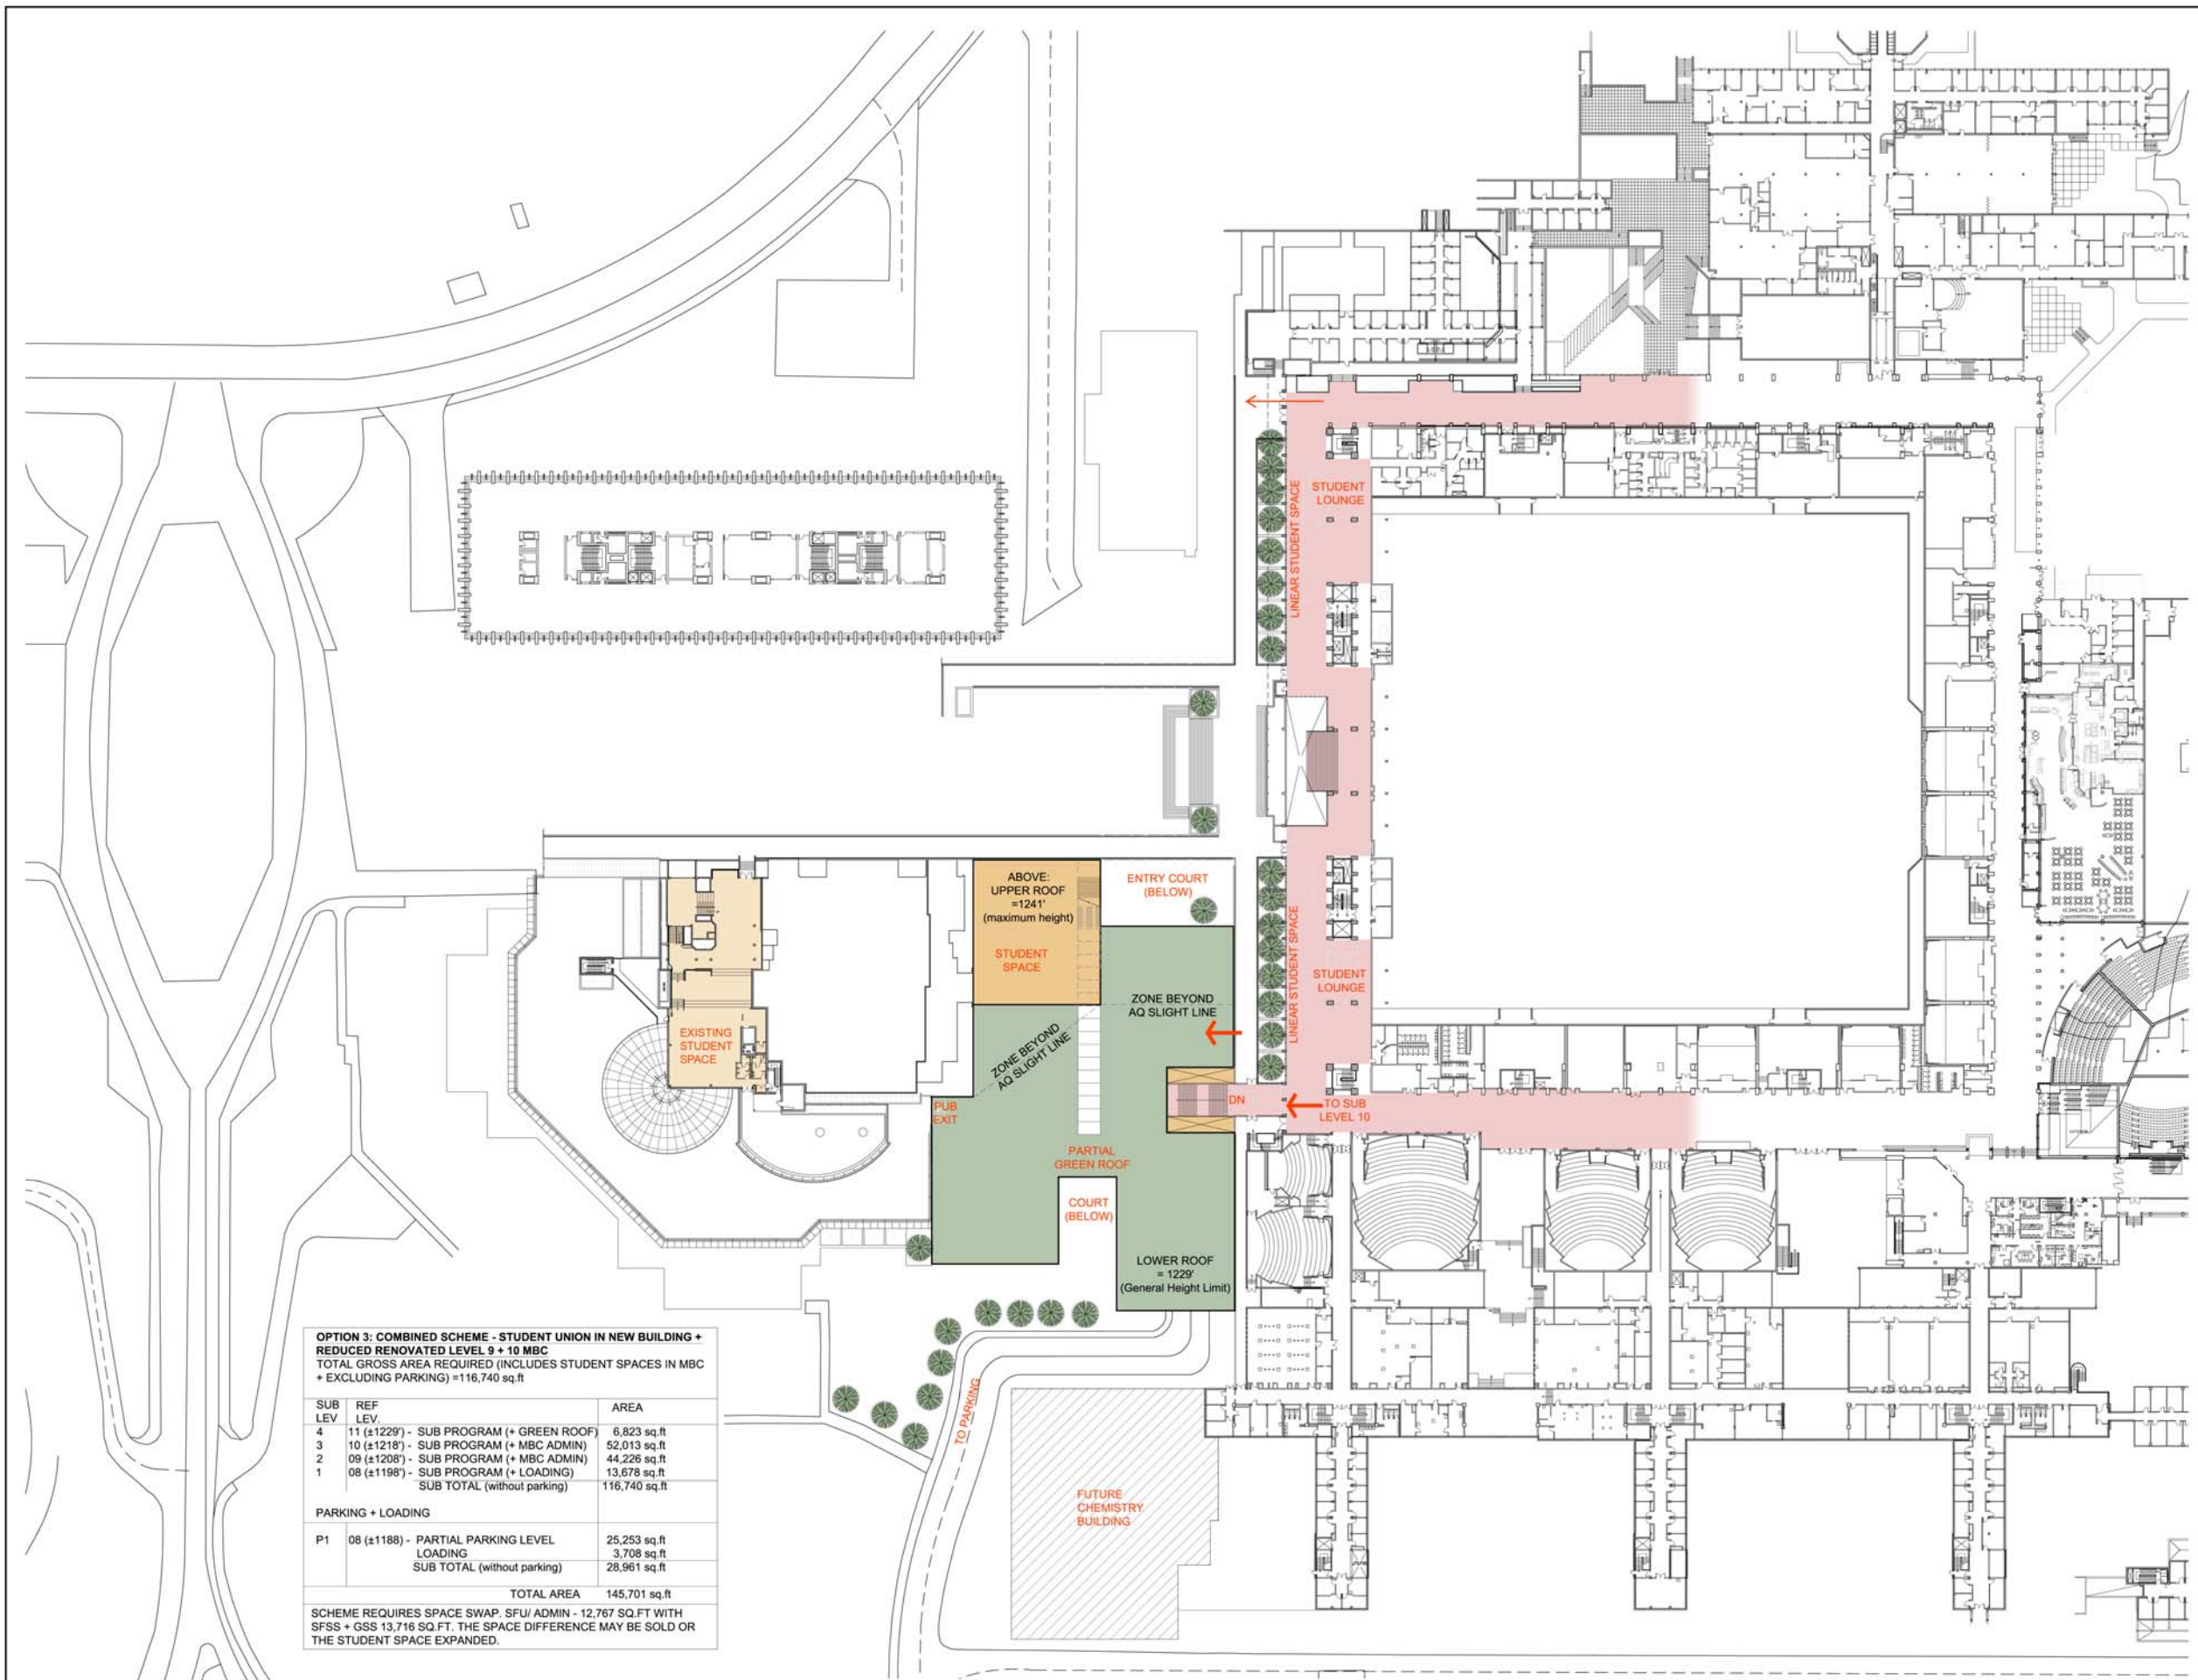 STUDENT
LOUNGE
LINEAR STUDENT SPACE
ABOVE:
UPPER ROOF
=1241'
(maximum height)
STUDENT
SPACE
ENTRY COURT
(BELOW)
LINEAR STUDENT SPACE
STUDENT
LOUNGE
ZONE BEYOND
AQ SLIGHT LINE
EXISTING
STUDENT
SPACE
ZONE BEYOND
AQ SLIGHT LINE
PUB
EXIT
DN
TO SUB
LEVEL 10
PARTIAL
GREEN ROOF
COURT
(BELOW)
LOWER ROOF
= 1229'
(General Height Limit)
TO PARKING
FUTURE
CHEMISTRY
BUILDING
OPTION 3: COMBINED SCHEME - STUDENT UNION IN NEW BUILDING +
REDUCED RENOVATED LEVEL 9 + 10 MBC
TOTAL GROSS AREA REQUIRED (INCLUDES STUDENT SPACES IN MBC
+ EXCLUDING PARKING) =116,740 sq.ft
SUB REF AREA
LEV LEV.
4 11 (±1229') - SUB PROGRAM (+ GREEN ROOF) 6,823 sq.ft
3 10 (±1218') - SUB PROGRAM (+ MBC ADMIN) 52,013 sq.ft
2 09 (±1208') - SUB PROGRAM (+ MBC ADMIN) 44,226 sq.ft
1 08 (±1198') - SUB PROGRAM (+ LOADING) 13,678 sq.ft
SUB TOTAL (without parking) 116,740 sq.ft
PARKING + LOADING
P1 08 (±1188) - PARTIAL PARKING LEVEL 25,253 sq.ft
LOADING 3,708 sq.ft
SUB TOTAL (without parking) 28,961 sq.ft
TOTAL AREA 145,701 sq.ft
SCHEME REQUIRES SPACE SWAP. SFU/ ADMIN - 12,767 SQ.FT WITH
SFSS + GSS 13,716 SQ.FT. THE SPACE DIFFERENCE MAY BE SOLD OR
THE STUDENT SPACE EXPANDED.